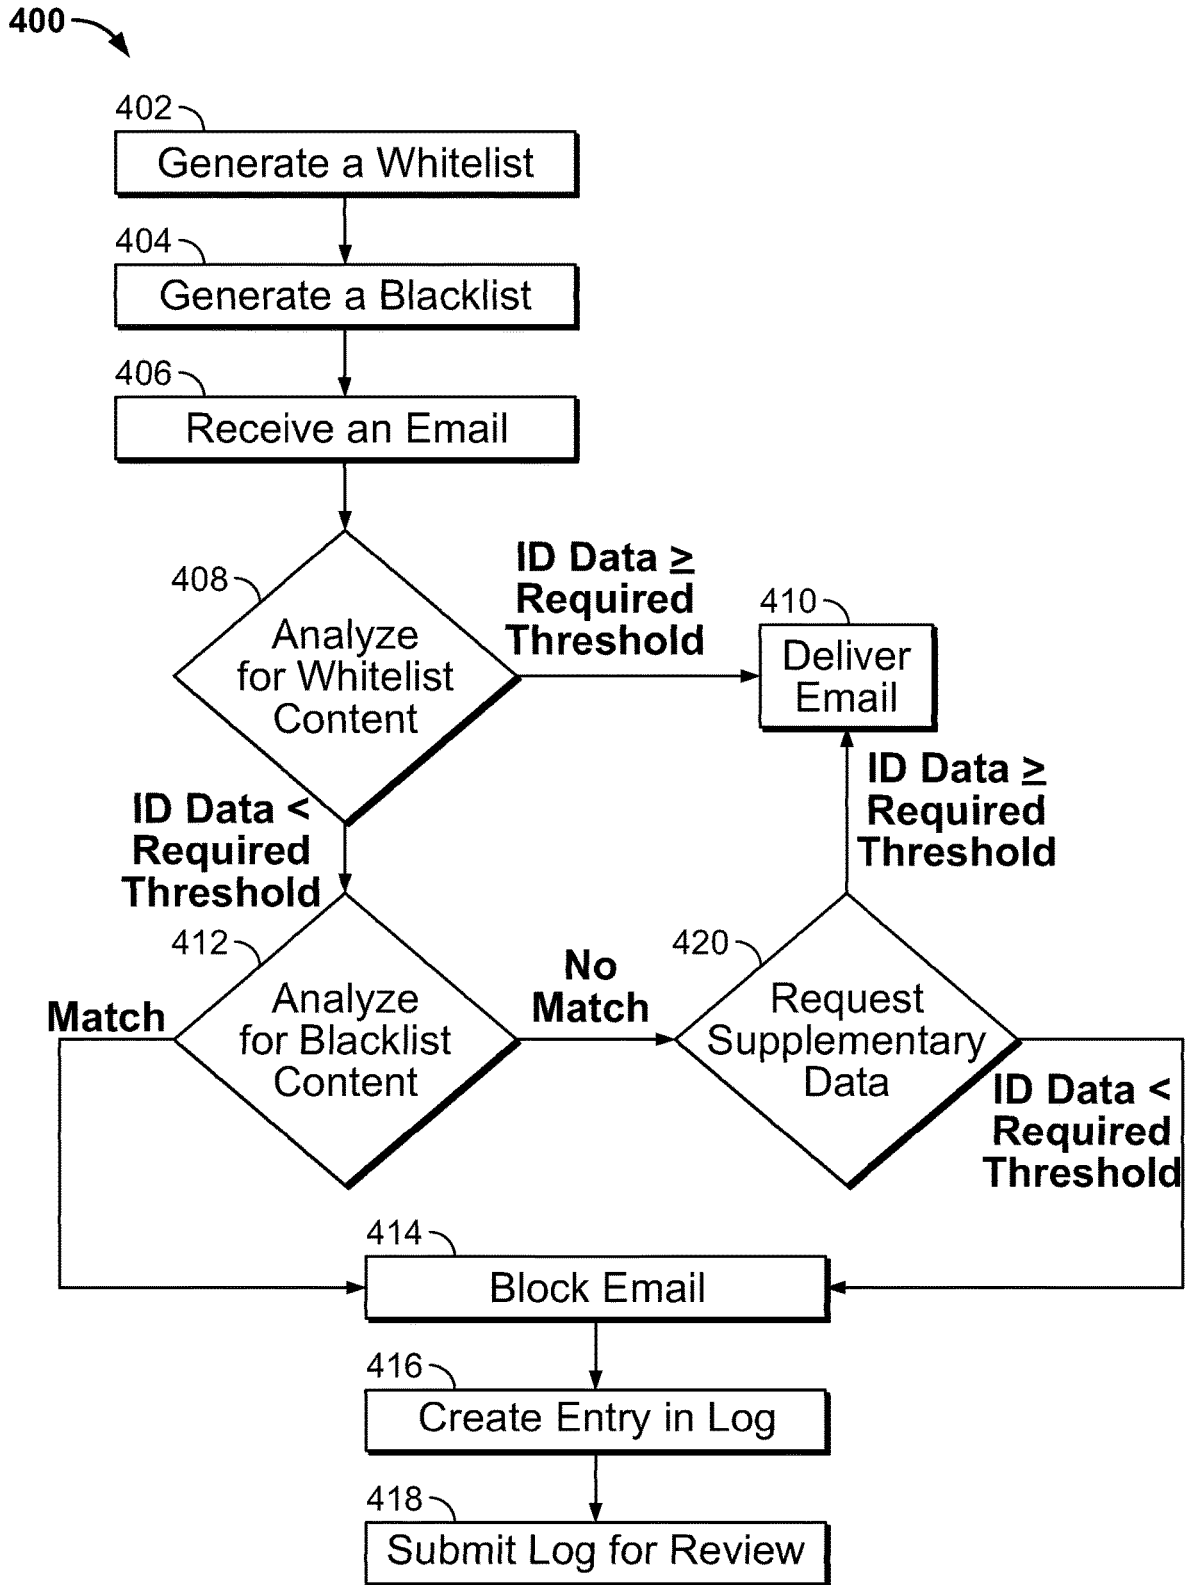 400
402
Generate a Whitelist
404
Generate a Blacklist
406
Receive an Email
408
Analyze
for Whitelist
Content
ID Data ≥
Required
Threshold
410
Deliver
Email
ID Data <
Required
Threshold
ID Data ≥
Required
Threshold
412
Analyze
for Blacklist
Content
Match
No
Match
420
Request
Supplementary
Data
ID Data <
Required
Threshold
414
Block Email
416
Create Entry in Log
418
Submit Log for Review